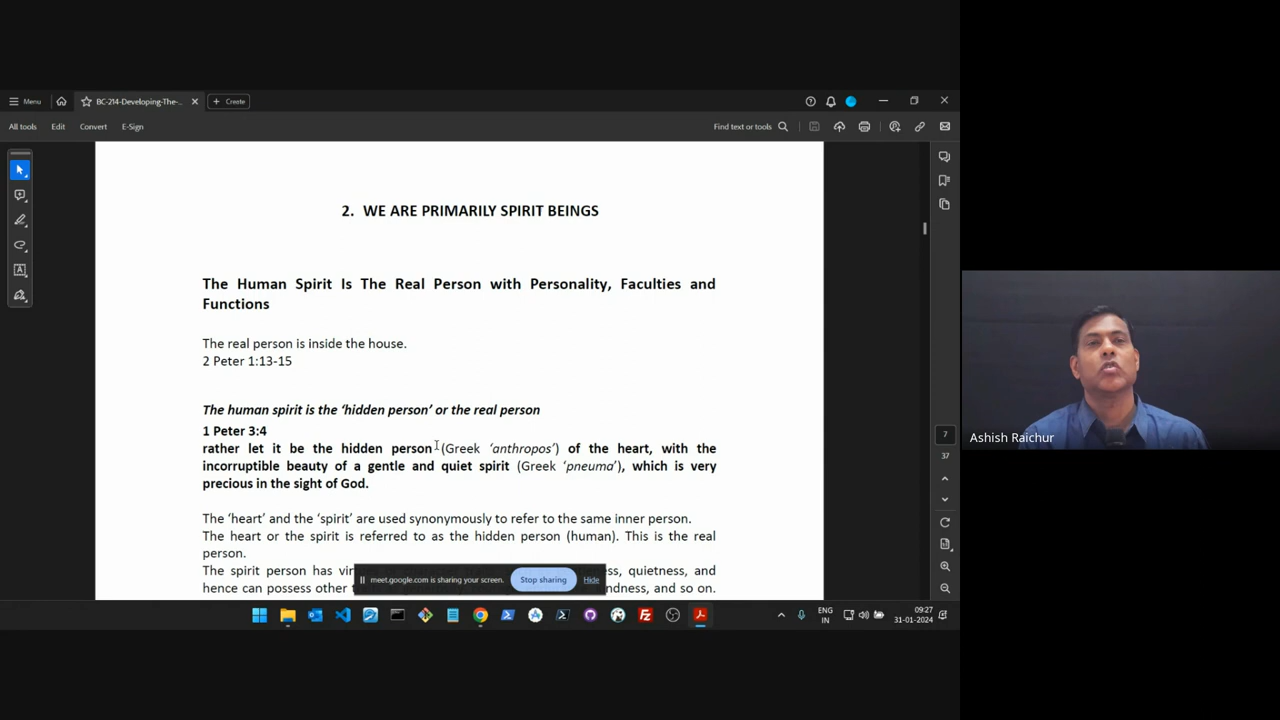 Menu
BC-214-Developing-The-...
Create
All tools
Edit
Convert
E-Sign
Find text or tools
2. WE ARE PRIMARILY SPIRIT BEINGS
The Human Spirit Is The Real Person with Personality, Faculties and
Functions
The real person is inside the house.
2 Peter 1:13-15
The human spirit is the ‘hidden person’ or the real person
1 Peter 3:4
rather let it be the hidden person (Greek ‘anthropos’) of the heart, with the
incorruptible beauty of a gentle and quiet spirit (Greek ‘pneuma’), which is very
precious in the sight of God.
The ‘heart’ and the ‘spirit’ are used synonymously to refer to the same inner person.
The heart or the spirit is referred to as the hidden person (human). This is the real
person.
The spirit person has ss, quietness, and
hence can possess other ndness, and so on.
meet.google.com is sharing your screen.
Stop sharing
Hide
7
37
Ashish Raichur
ENG
IN
09:27
31-01-2024